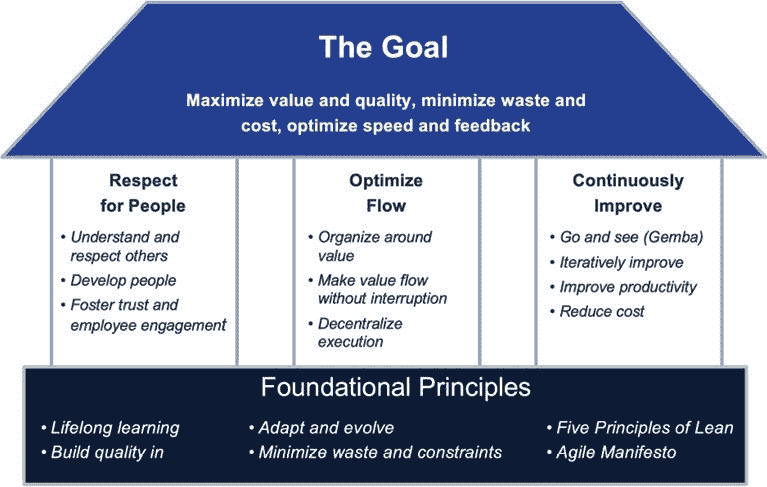 The Goal
Maximize value and quality, minimize waste and
cost, optimize speed and feedback
Respect
for People
• Understand and
respect others
• Develop people
• Foster trust and
employee engagement
Optimize
Flow
• Organize around
value
• Make value flow
without interruption
• Decentralize
execution
Continuously
Improve
• Go and see (Gemba)
• Iteratively improve
• Improve productivity
• Reduce cost
Foundational Principles
• Lifelong learning
• Build quality in
• Adapt and evolve
• Minimize waste and constraints
• Five Principles of Lean
• Agile Manifesto